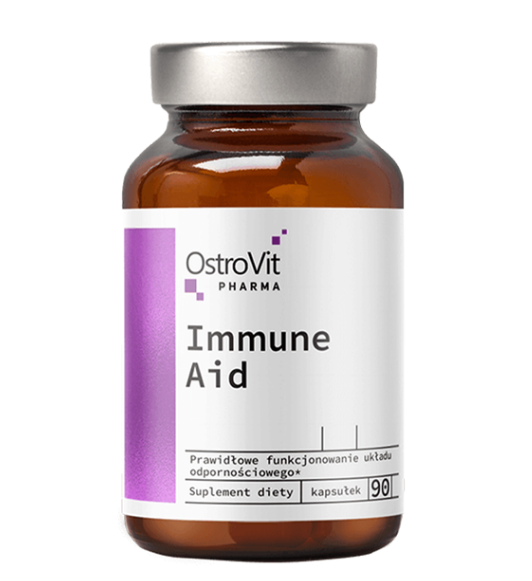 OstroVit
PHARMA
Immune
Aid
Prawidłowe funkcjonowanie układu
odpornościowego*
Suplement diety kapsułek 90